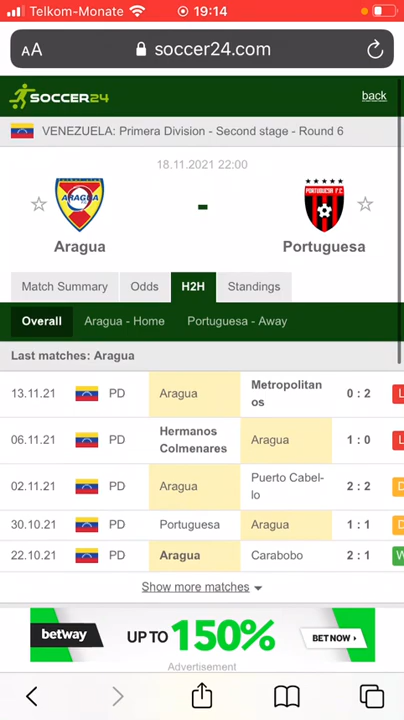 Telkom-Monate 19:14
AA soccer24.com
SOCCER24 back
VENEZUELA: Primera Division - Second stage - Round 6
18.11.2021 22:00
ARAGUA PORTUGUESA F.C.
-
Aragua Portuguesa
Match Summary Odds H2H Standings
Overall Aragua - Home Portuguesa - Away
Last matches: Aragua
13.11.21 PD Aragua Metropolitan
os 0 : 2 L
06.11.21 PD Hermanos
Colmenares Aragua 1 : 0 L
02.11.21 PD Aragua Puerto Cabel-
lo 2 : 2 D
30.10.21 PD Portuguesa Aragua 1 : 1 D
22.10.21 PD Aragua Carabobo 2 : 1 W
Show more matches
betway UP TO 150% BET NOW
Advertisement